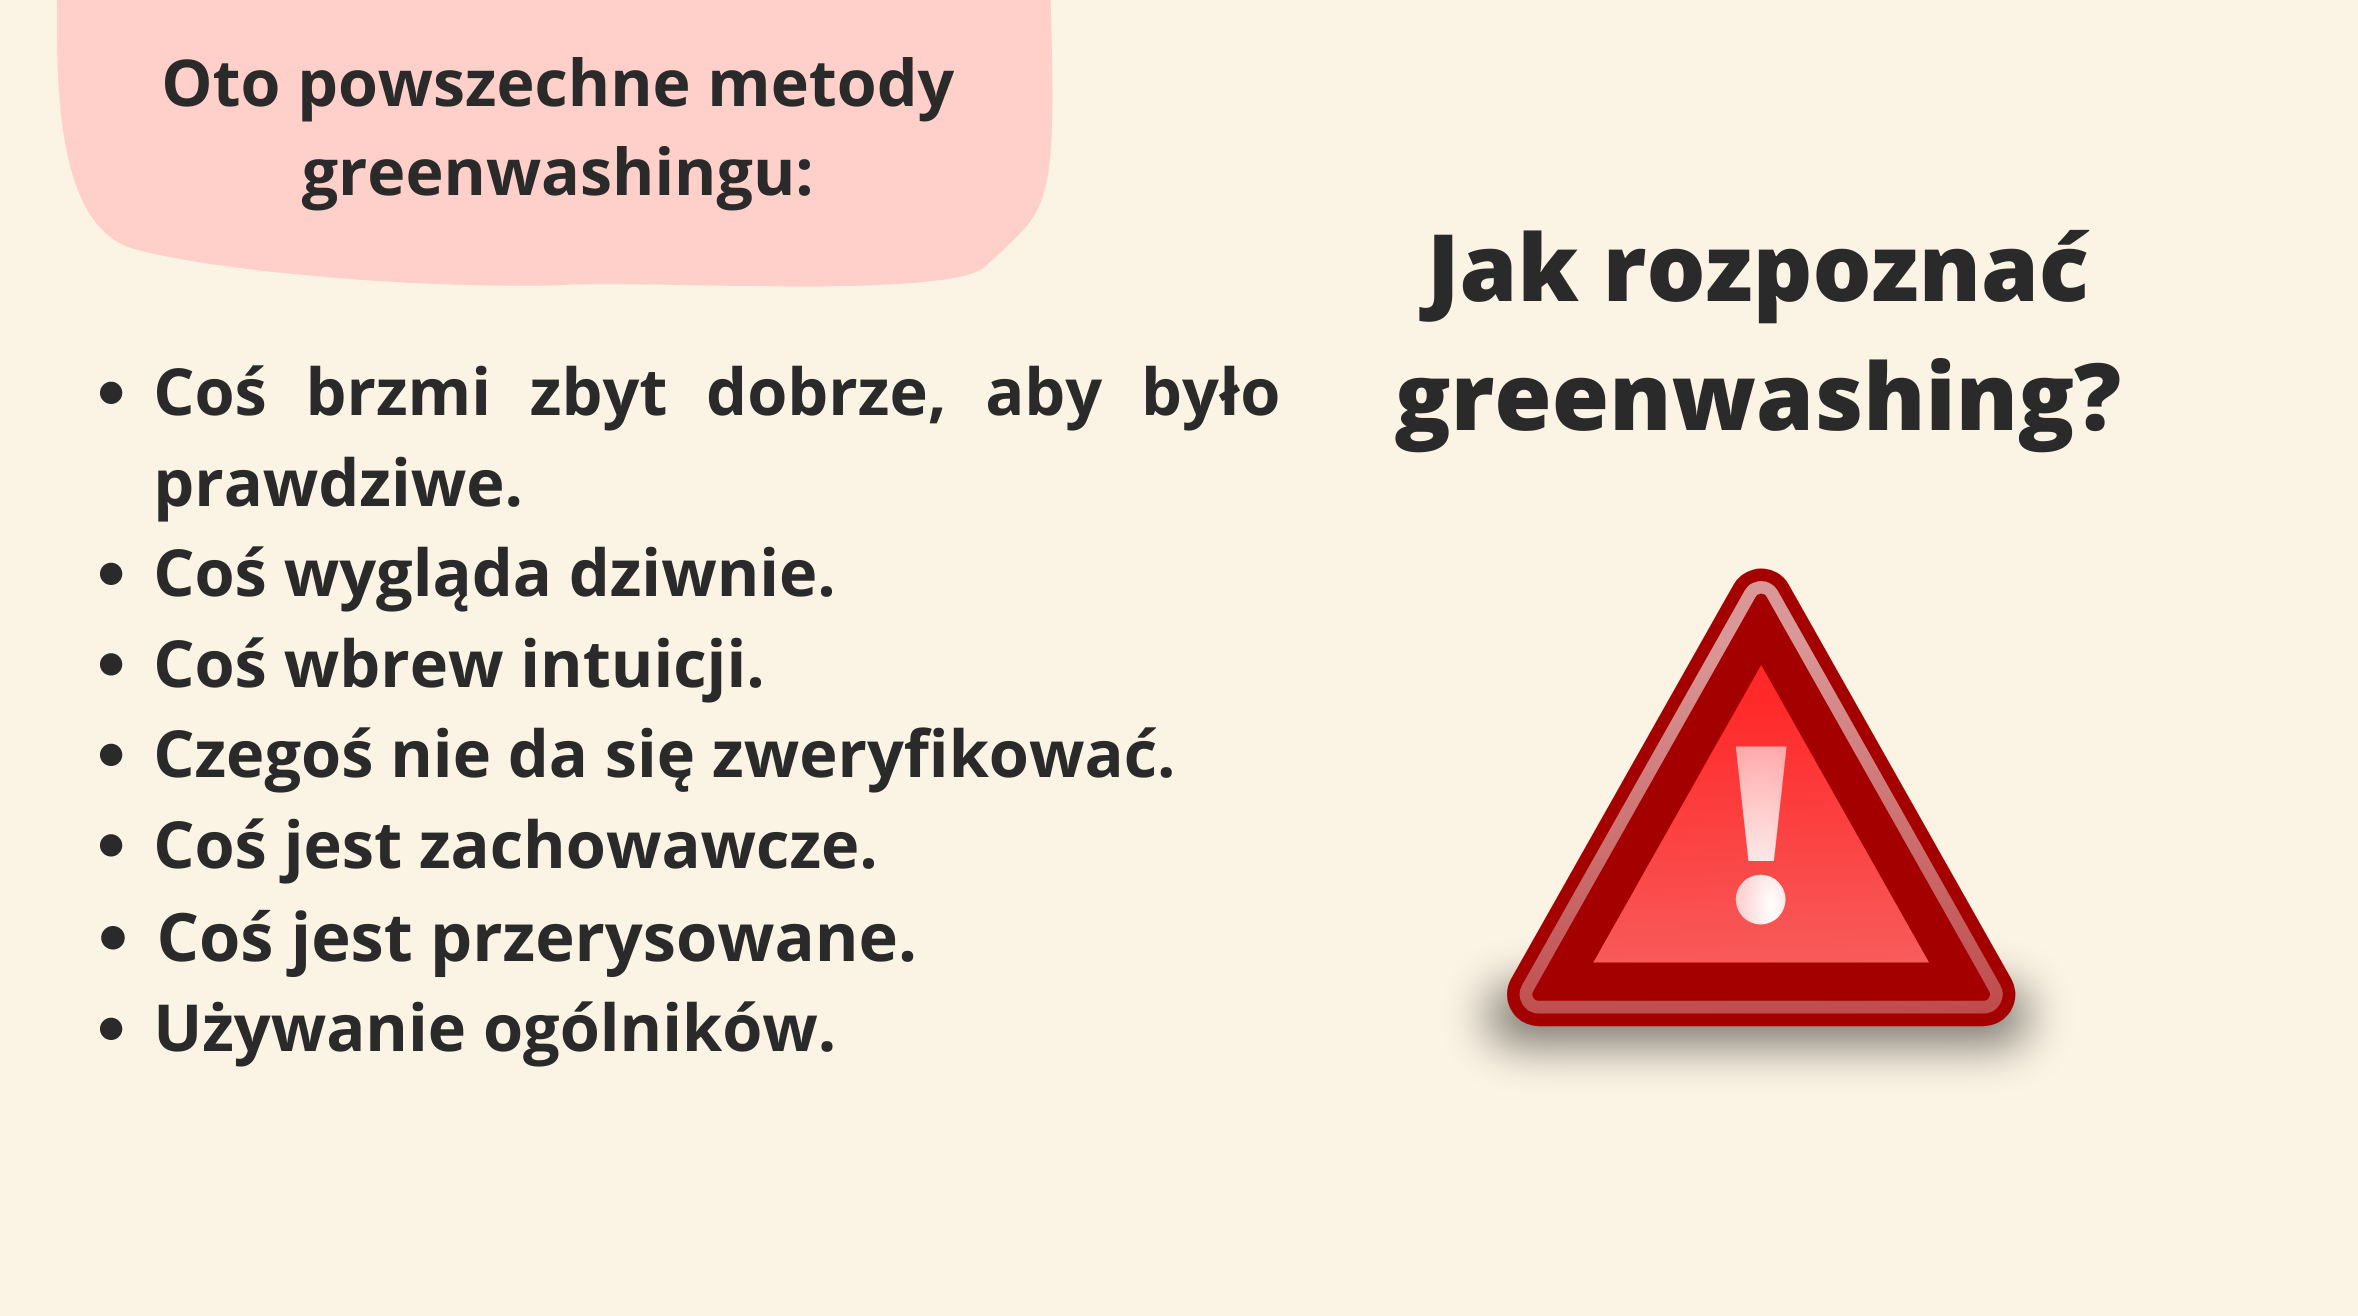 Oto powszechne metody
greenwashingu:
• Coś brzmi zbyt dobrze, aby było
prawdziwe.
• Coś wygląda dziwnie.
• Coś wbrew intuicji.
• Czegoś nie da się zweryfikować.
• Coś jest zachowawcze.
• Coś jest przerysowane.
• Używanie ogólników.
Jak rozpoznać
greenwashing?
!